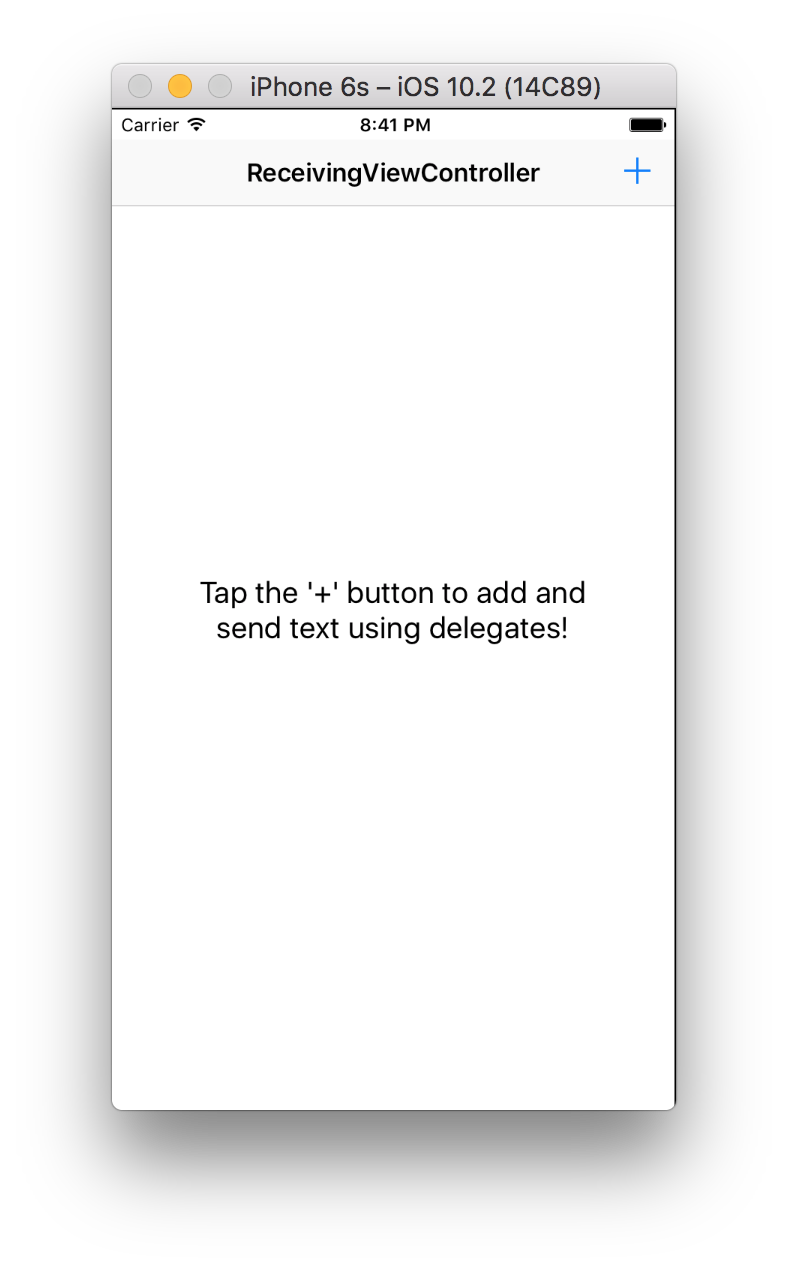 iPhone 6s – iOS 10.2 (14C89)
Carrier 8:41 PM
ReceivingViewController +
Tap the '+' button to add and
send text using delegates!